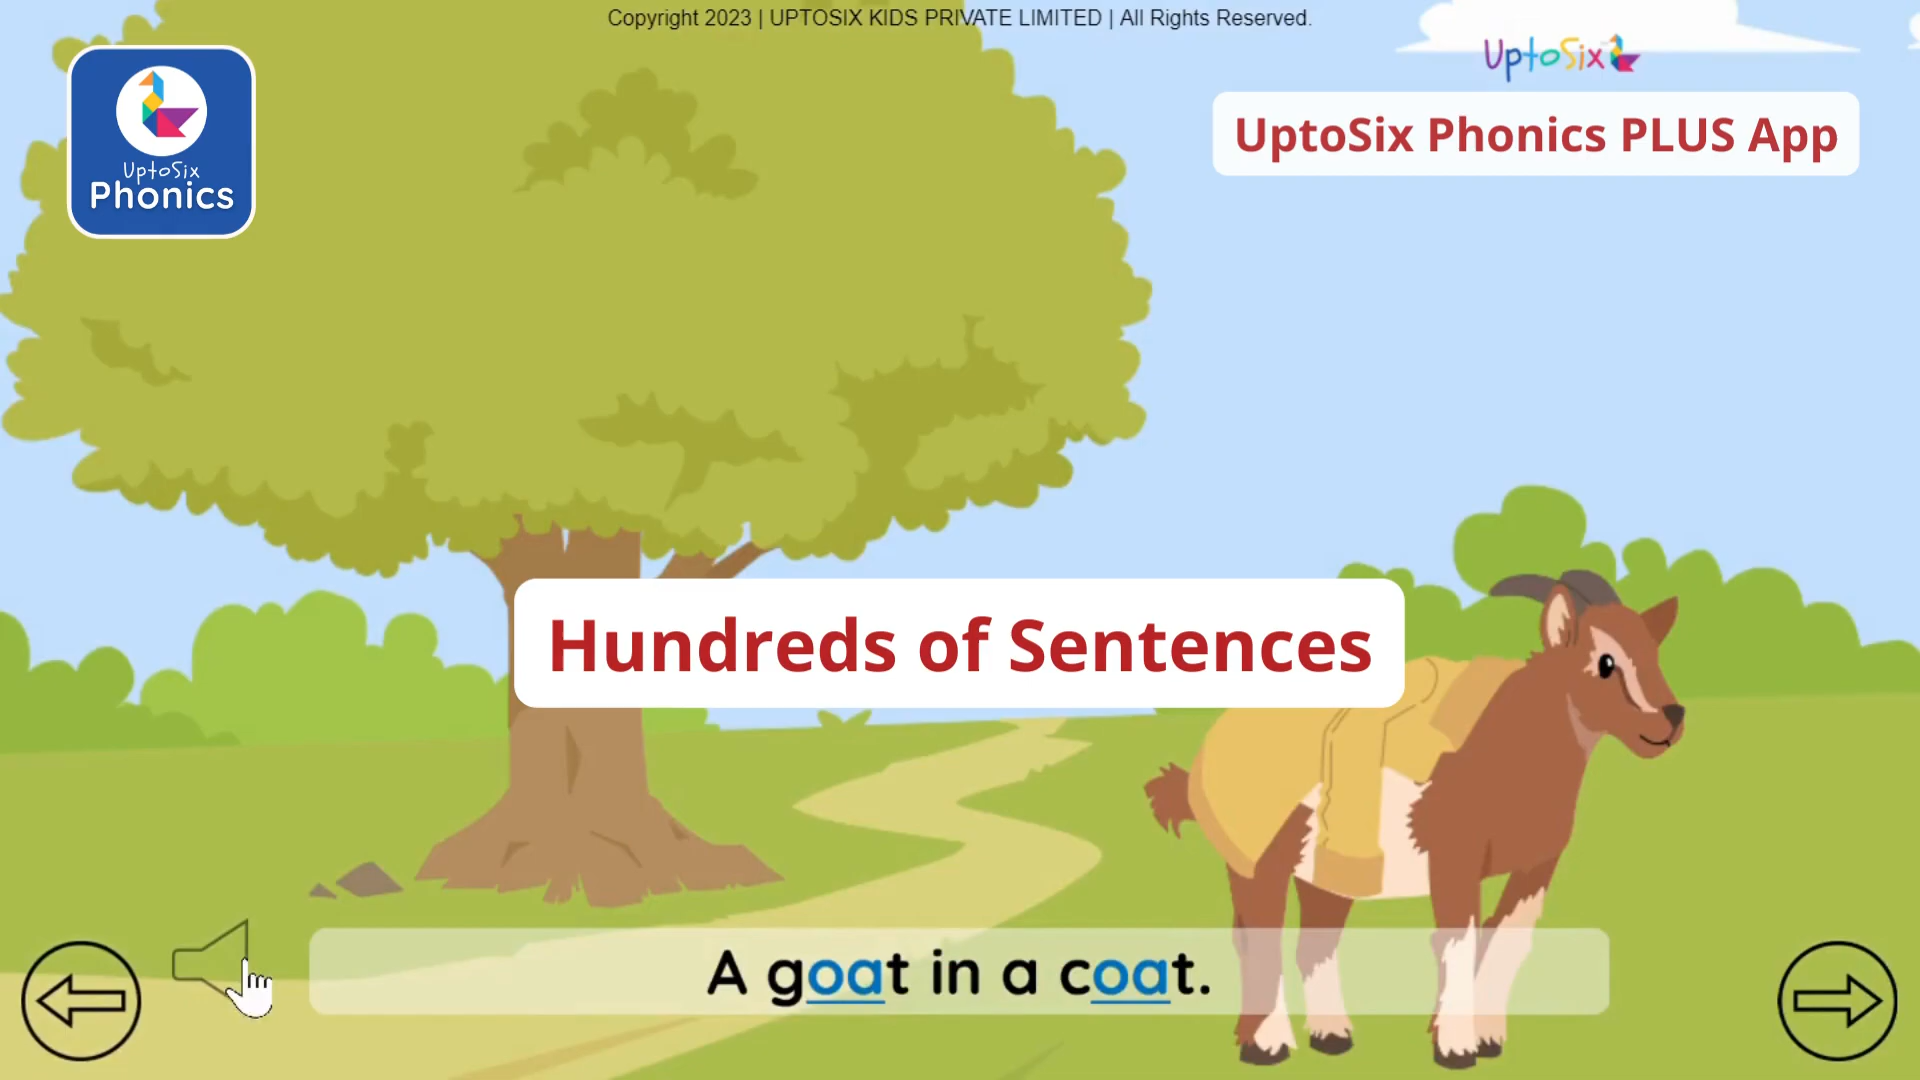 Copyright 2023 | UPTOSIX KIDS PRIVATE LIMITED | All Rights Reserved.
UptoSix
UptoSix Phonics PLUS App
UptoSix
Phonics
Hundreds of Sentences
A goat in a coat.